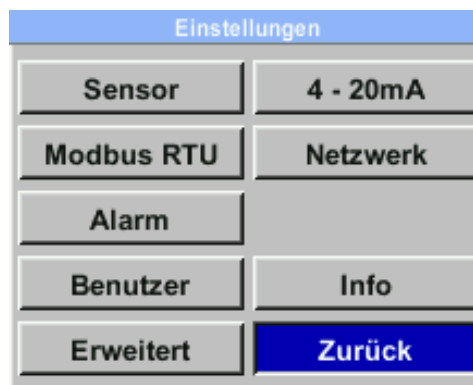 Einstellungen
Sensor 4 - 20mA
Modbus RTU Netzwerk
Alarm
Benutzer Info
Erweitert Zurück